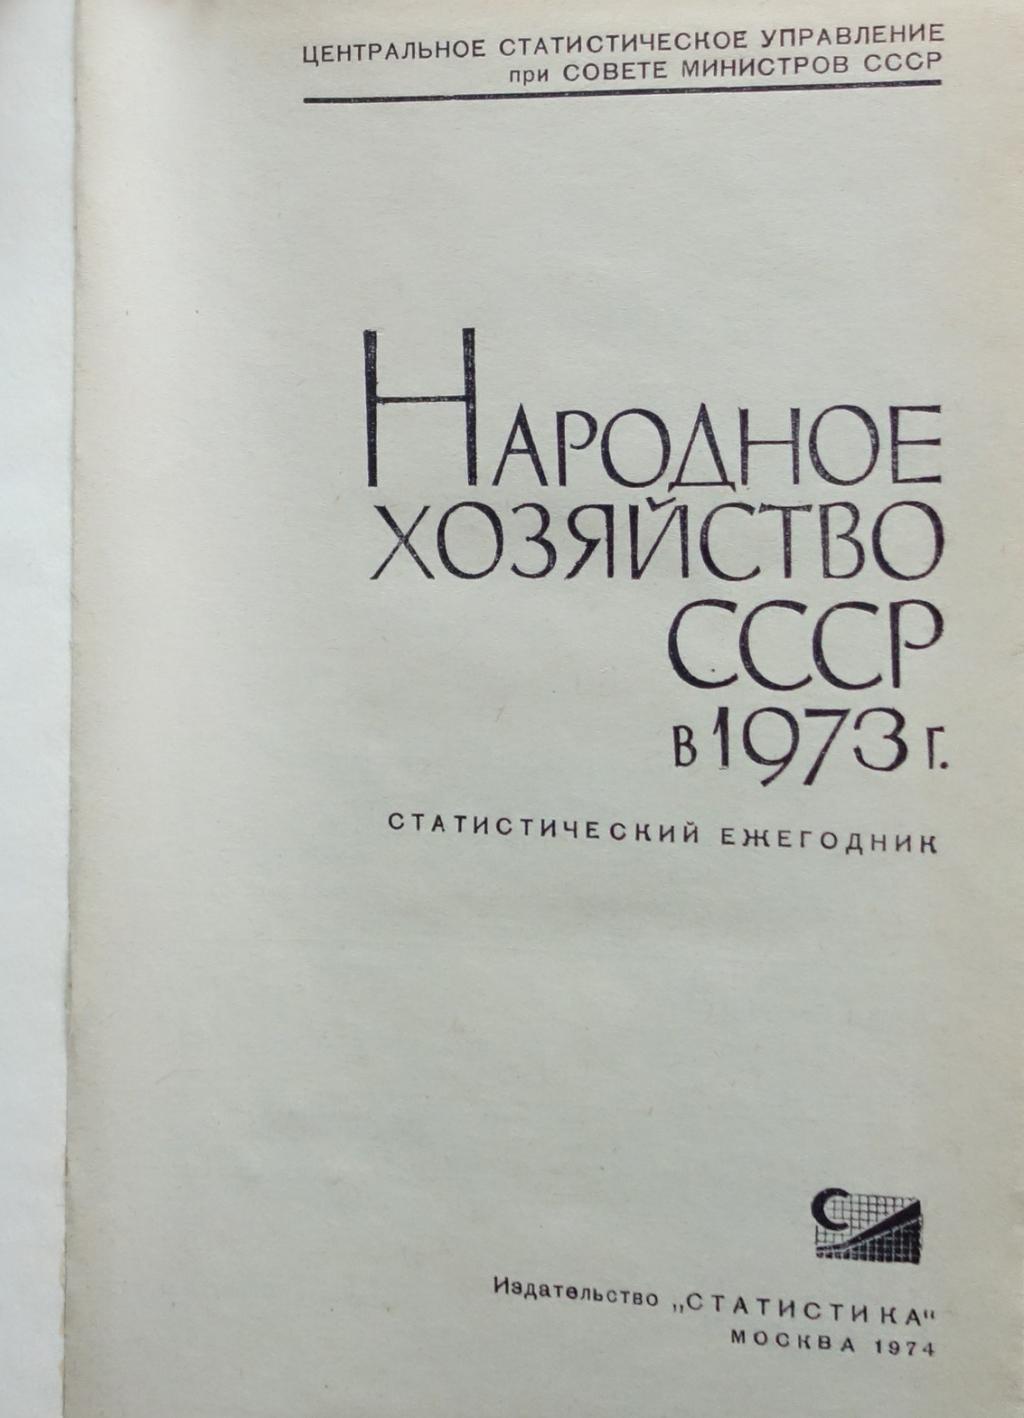 ЦЕНТРАЛЬНОЕ СТАТИСТИЧЕСКОЕ УПРАВЛЕНИЕ
при СОВЕТЕ МИНИСТРОВ СССР
НАРОДНОЕ
ХОЗЯЙСТВО
СССР
в 1973 г.
СТАТИСТИЧЕСКИЙ ЕЖЕГОДНИК
С
Издательство „СТАТИСТИКА"
МОСКВА 1974